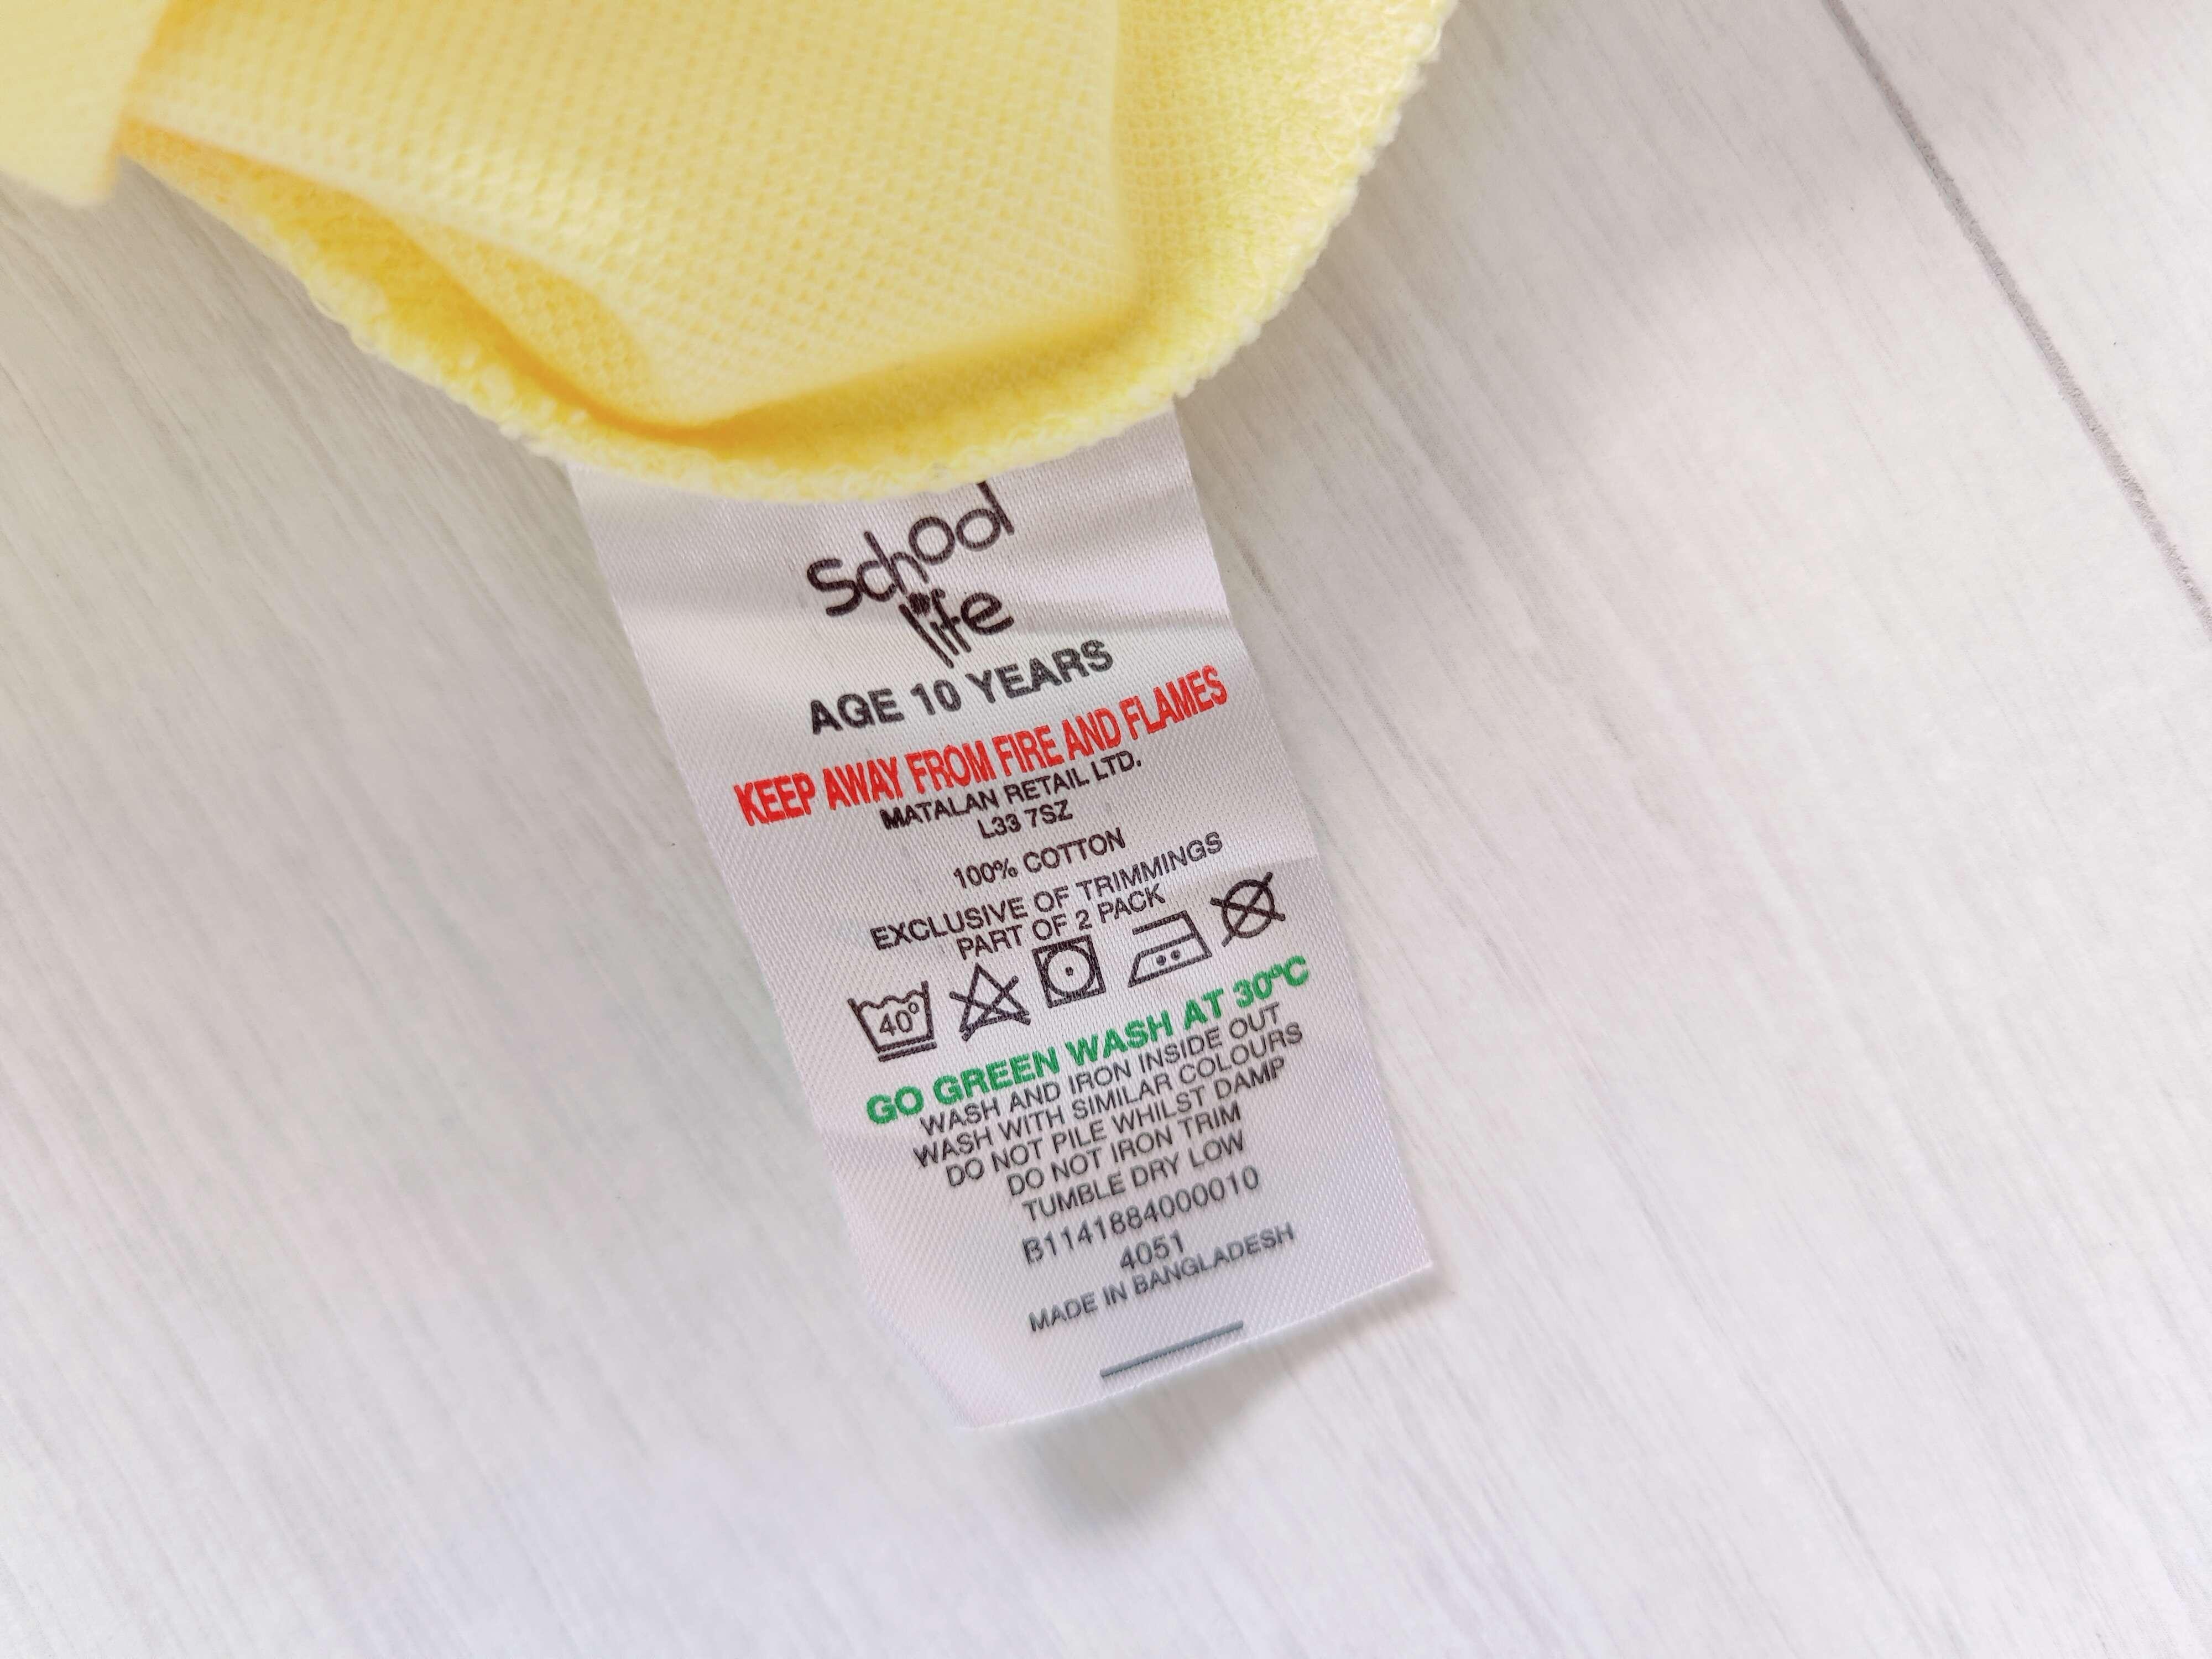 School
life
AGE 10 YEARS
KEEP AWAY FROM FIRE AND FLAMES
MATALAN RETAIL LTD.
L33 7SZ
100% COTTON
EXCLUSIVE OF TRIMMINGS
PART OF 2 PACK
40°
GO GREEN WASH AT 30°C
WASH AND IRON INSIDE OUT
WASH WITH SIMILAR COLOURS
DO NOT PILE WHILST DAMP
DO NOT IRON TRIM
TUMBLE DRY LOW
B1141884000010
4051
MADE IN BANGLADESH